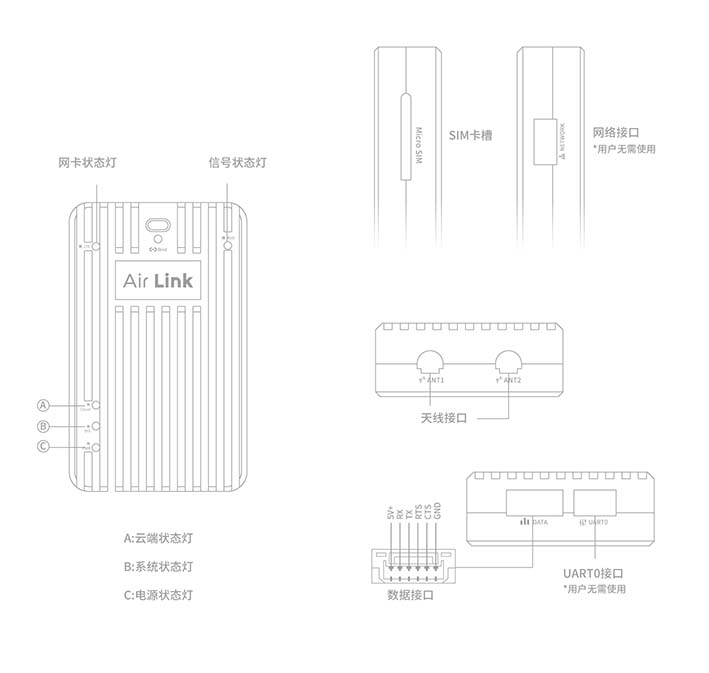 网卡状态灯
信号状态灯
Bind
Air Link
A
B
C
A:云端状态灯
B:系统状态灯
C:电源状态灯
Micro SIM
SIM卡槽
NETWORK
网络接口
*用户无需使用
ANT1
ANT2
天线接口
5V+
RX
TX
RTS
CTS
GND
数据接口
DATA
UART0
UART0接口
*用户无需使用